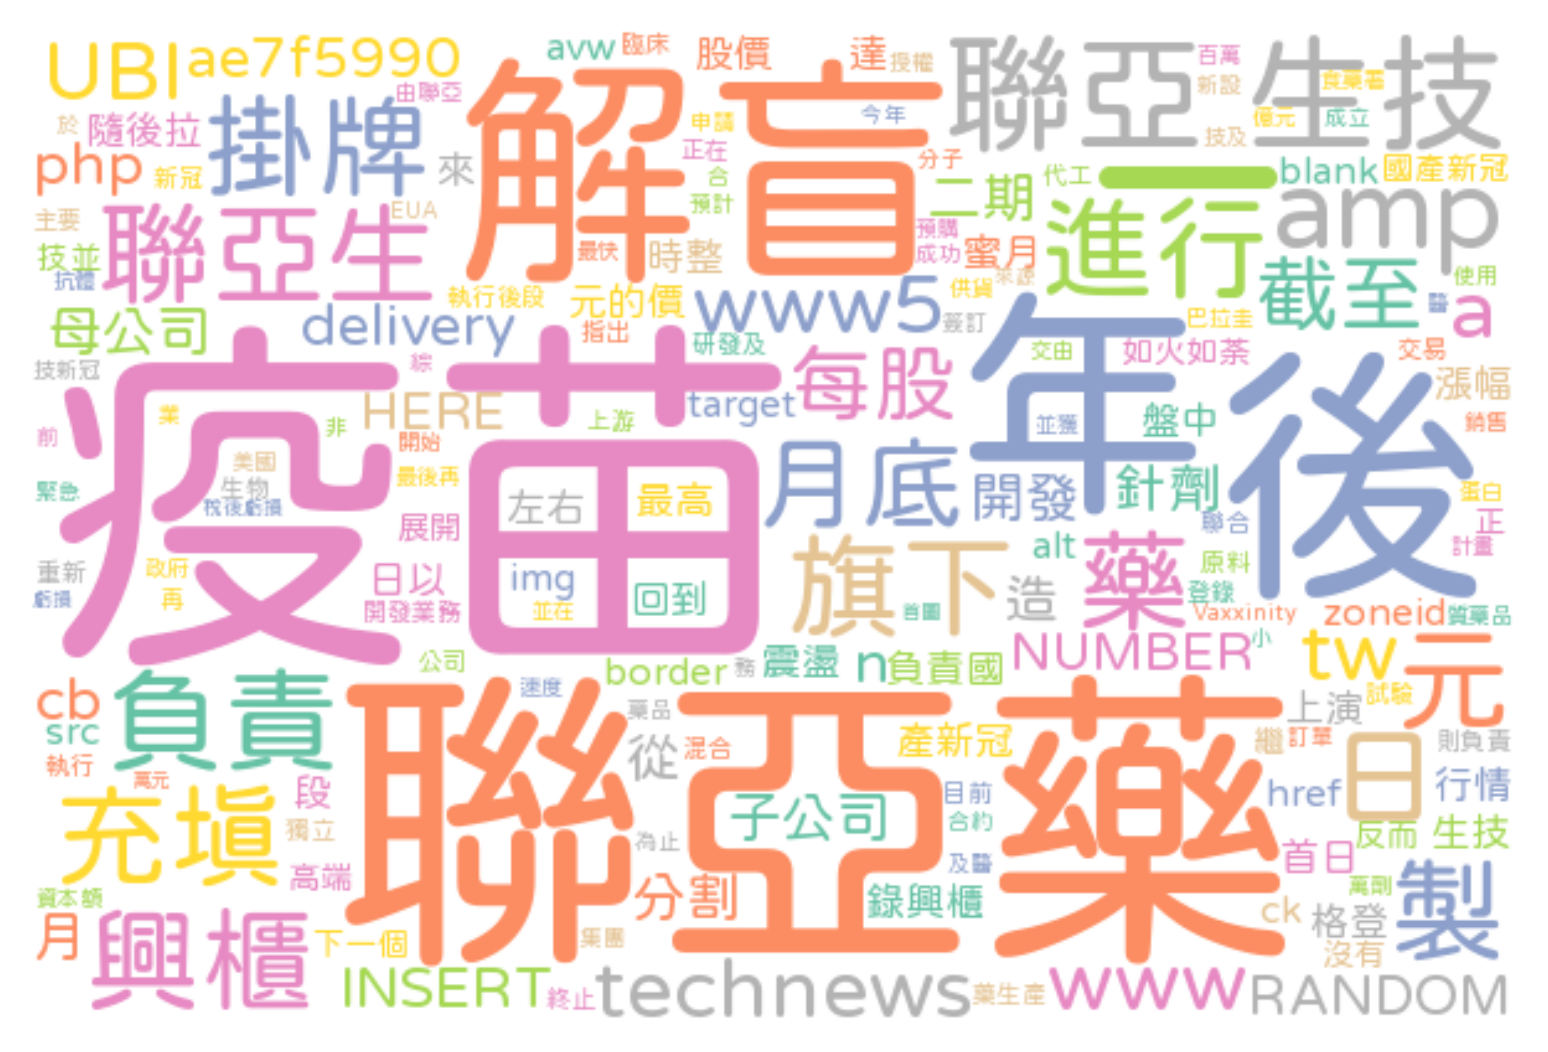 UBI
ae7f5990
avw
臨床
股價
達
授權
聯亞生技
百萬
新設
食藥署
由聯亞
解盲
於
隨後拉
掛牌
申請
今年
億元
成立
技及
php
新冠
來
正在
合
分子
二期
代工
blank
國產新冠
amp
主要
聯亞生
EUA
預計
預購
成功
蜜月
進行
技並
抗體
最快
時整
截至
使用
醫
a
執行後段
元的價
www5
供貨
來源
簽訂
母公司
delivery
指出
研發及
巴拉圭
年後
交由
如火如荼
交易
技新冠
綜
疫苗
每股
漲幅
HERE
target
業
非
上游
並獲
盤中
銷售
前
開始
美國
生物
稅後虧損
最後再
月底
開發
針劑
緊急
左右
最高
蛋白
正
計畫
聯合
展開
旗下
alt
藥
原料
重新
虧損
政府
再
日以
img
並在
回到
造
登錄
開發業務
首圖
Vaxxinity
zoneid
質藥品
公司
border
務
震盪
n
負責國
NUMBER
小
tw
元
cb
src
負責
聯亞藥
速度
藥品
上演
試驗
執行
萬元
從
混合
產新冠
繼
訂單
日
則負責
充塡
段
獨立
子公司
目前
合約
href
行情
為止
反而
生技
高端
及醫
首日
資本額
分割
錄興櫃
萬劑
製
月
興櫃
下一個
集團
ck
格登
沒有
INSERT
終止
technews
藥生產
www
RANDOM